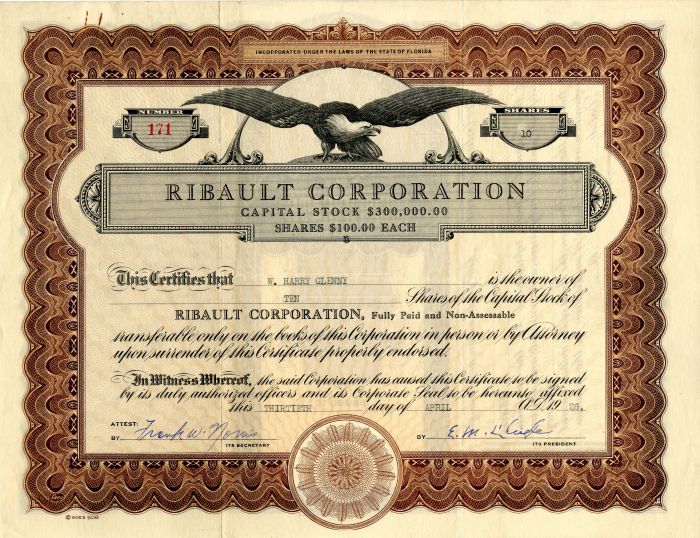 INCORPORATED UNDER THE LAWS OF THE STATE OF FLORIDA
NUMBER
171
SHARES
10
RIBAULT CORPORATION
CAPITAL STOCK $300,000.00
SHARES $100.00 EACH
This Certifies that W. HARRY GLENNY is the owner of
TEN Shares of the Capital Stock of
RIBAULT CORPORATION, Fully Paid and Non-Assessable
transferable only on the books of this Corporation in person or by Attorney
upon surrender of this Certificate properly endorsed.
In Witness Whereof, the said Corporation has caused this Certificate to be signed
by its duly authorized officers and its Corporate Seal to be hereunto affixed
this THIRTIETH day of APRIL A.D. 19 28.
ATTEST:
BY Frank W. Norris
ITS SECRETARY
BY E. M.
ITS PRESIDENT
© GOES 506